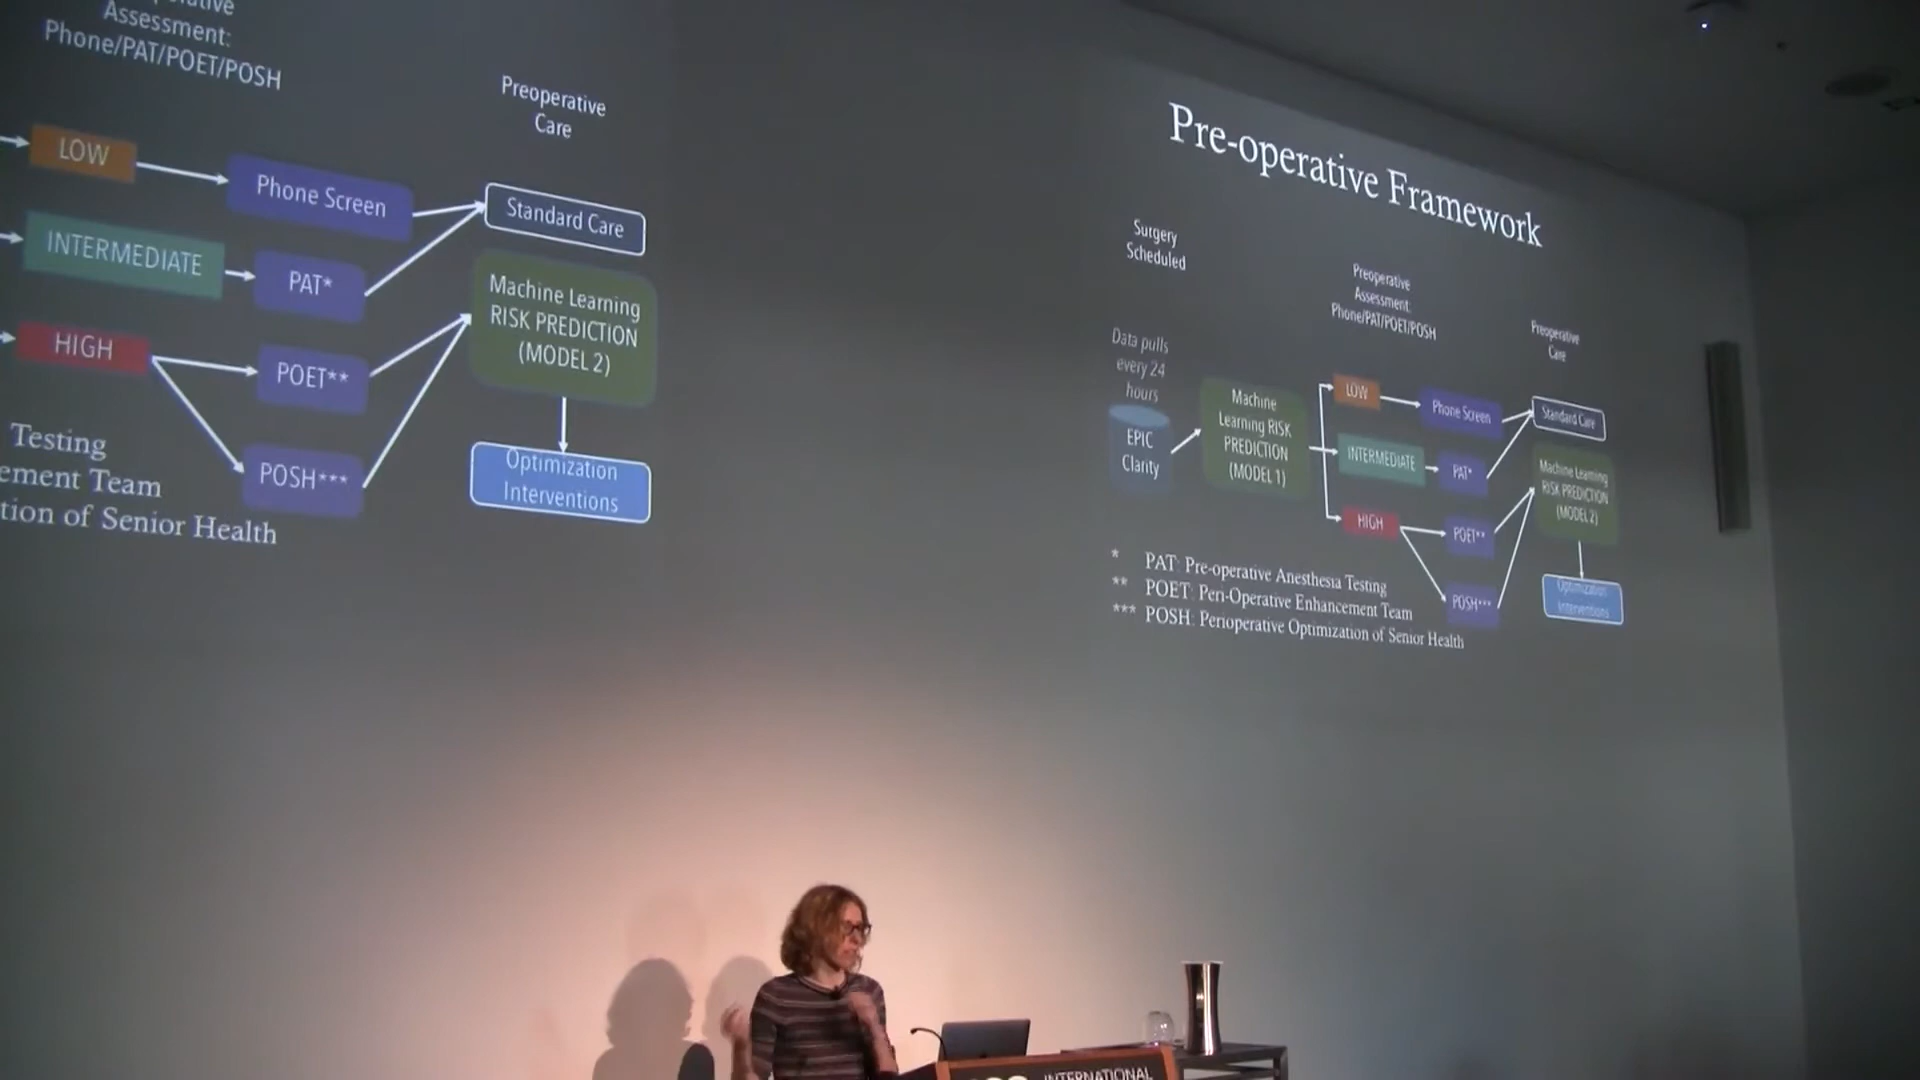 Assessment:
Phone/PAT/POET/POSH
Preoperative
Care
LOW
Phone Screen
Standard Care
INTERMEDIATE
PAT*
Machine Learning
RISK PREDICTION
(MODEL 2)
HIGH
POET**
POSH***
Optimization
Interventions
Testing
ement Team
tion of Senior Health
Pre-operative Framework
Surgery
Scheduled
Preoperative
Assessment:
Phone/PAT/POET/POSH
Preoperative
Care
Data pulls
every 24
hours
EPIC
Clarity
Machine
Learning RISK
PREDICTION
(MODEL 1)
LOW
Phone Screen
Standard Care
INTERMEDIATE
PAT*
Machine Learning
RISK PREDICTION
(MODEL 2)
HIGH
POET**
POSH***
Optimization
Interventions
* PAT: Pre-operative Anesthesia Testing
** POET: Peri-Operative Enhancement Team
*** POSH: Perioperative Optimization of Senior Health
INTERNATIONAL